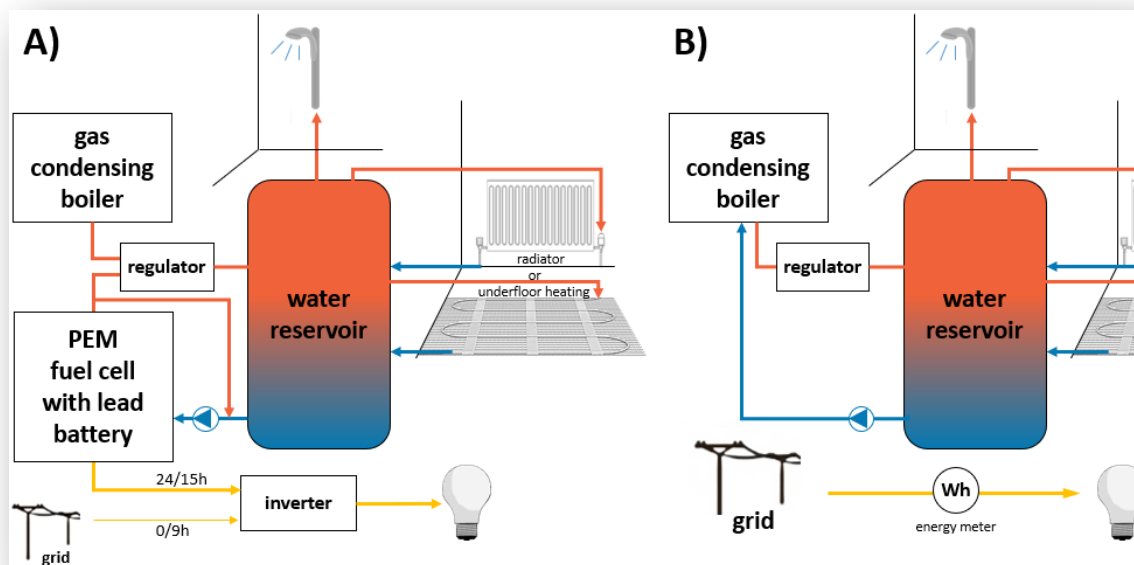 A)
gas
condensing
boiler
regulator
PEM
fuel cell
with lead
battery
water
reservoir
radiator
or
underfloor heating
24/15h
0/9h
inverter
grid
B)
gas
condensing
boiler
regulator
water
reservoir
grid
Wh
energy meter